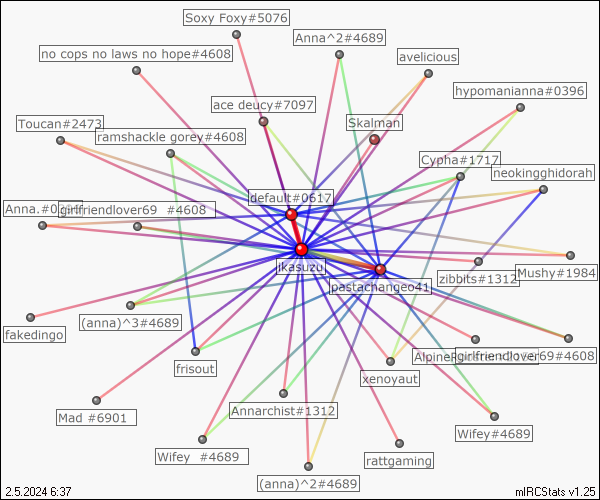 Soxy Foxy#5076
Anna^2#4689
no cops no laws no hope#4608
avelicious
hypomanianna#0396
ace deucy#7097
Skalman
Toucan#2473
ramshackle gorey#4608
Cypha#1717
neokingghidorah
default#0617
Anna.#0
girlfriendlover69 #4608
jkasuzu
zibbits#1312
Mushy#1984
pastachangeo41
(anna)^3#4689
fakedingo
frisout
girlfriendlover69#4608
xenoyaut
Annarchist#1312
Mad #6901
Wifey#4689
Wifey #4689
rattgaming
(anna)^2#4689
2.5.2024 6:37
mIRCStats v1.25